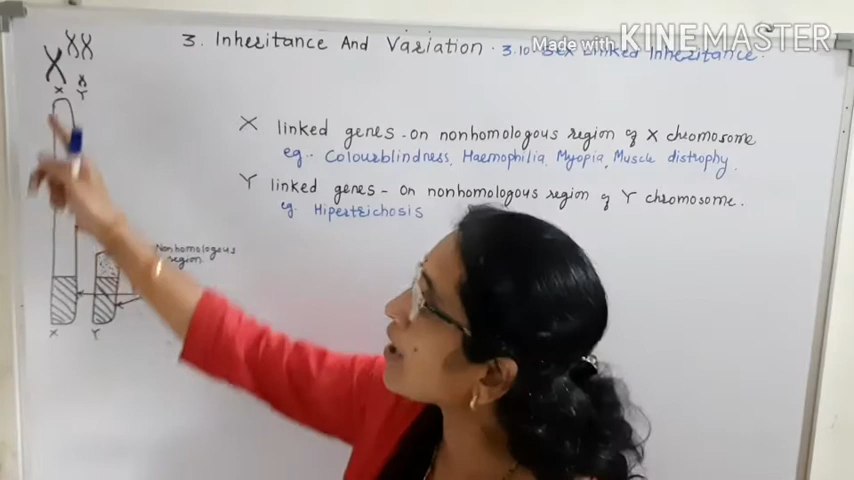 3. Inheritance And Variation. 3.10 Sex Linked Inheritance.
Made with KINEMASTER
X Y
X linked genes - on nonhomologous region of X chromosome
eg.. Colourblindness, Haemophilia, Myopia, Muscle distrophy.
Y linked genes - on nonhomologous region of Y chromosome.
eg. Hipertrichosis
Nonhomologous region.
X Y